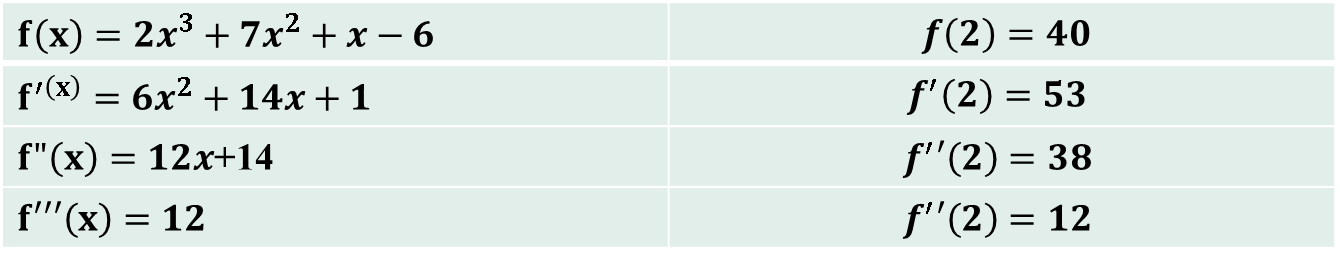 f(x) = 2x³ + 7x² + x − 6
f(2) = 40
f′⁽ˣ⁾ = 6x² + 14x + 1
f′(2) = 53
f"(x) = 12x+14
f′′(2) = 38
f′′′(x) = 12
f′′(2) = 12